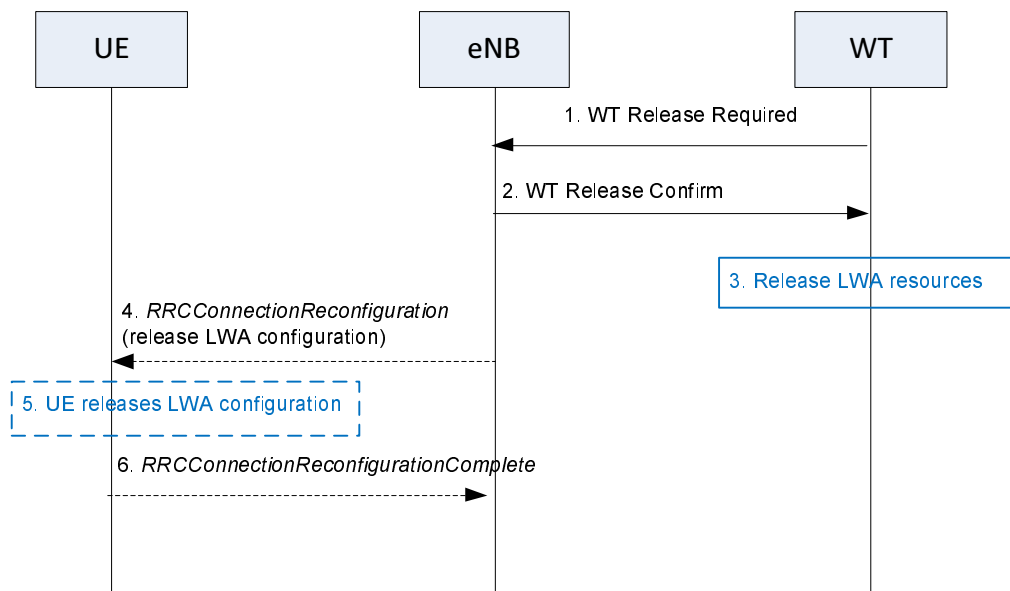 UE
eNB
WT
1. WT Release Required
2. WT Release Confirm
3. Release LWA resources
4. RRCConnectionReconfiguration
(release LWA configuration)
5. UE releases LWA configuration
6. RRCConnectionReconfigurationComplete